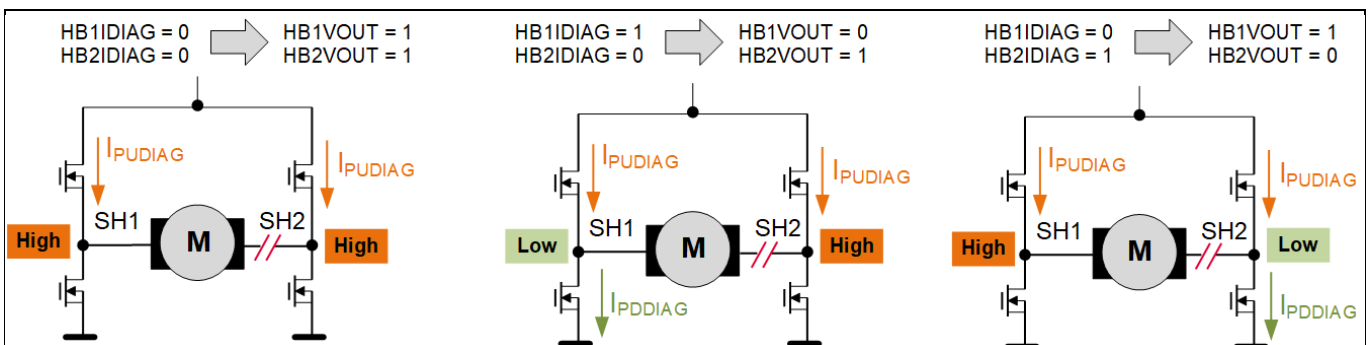 HB1IDIAG = 0 HB1VOUT = 1
HB2IDIAG = 0 HB2VOUT = 1
IPUDIAG
IPUDIAG
SH1 SH2
High M High
HB1IDIAG = 1 HB1VOUT = 0
HB2IDIAG = 0 HB2VOUT = 1
IPUDIAG
IPUDIAG
SH1 SH2
Low M High
IPDDIAG
HB1IDIAG = 0 HB1VOUT = 1
HB2IDIAG = 1 HB2VOUT = 0
IPUDIAG
IPUDIAG
SH1 SH2
High M Low
IPDDIAG